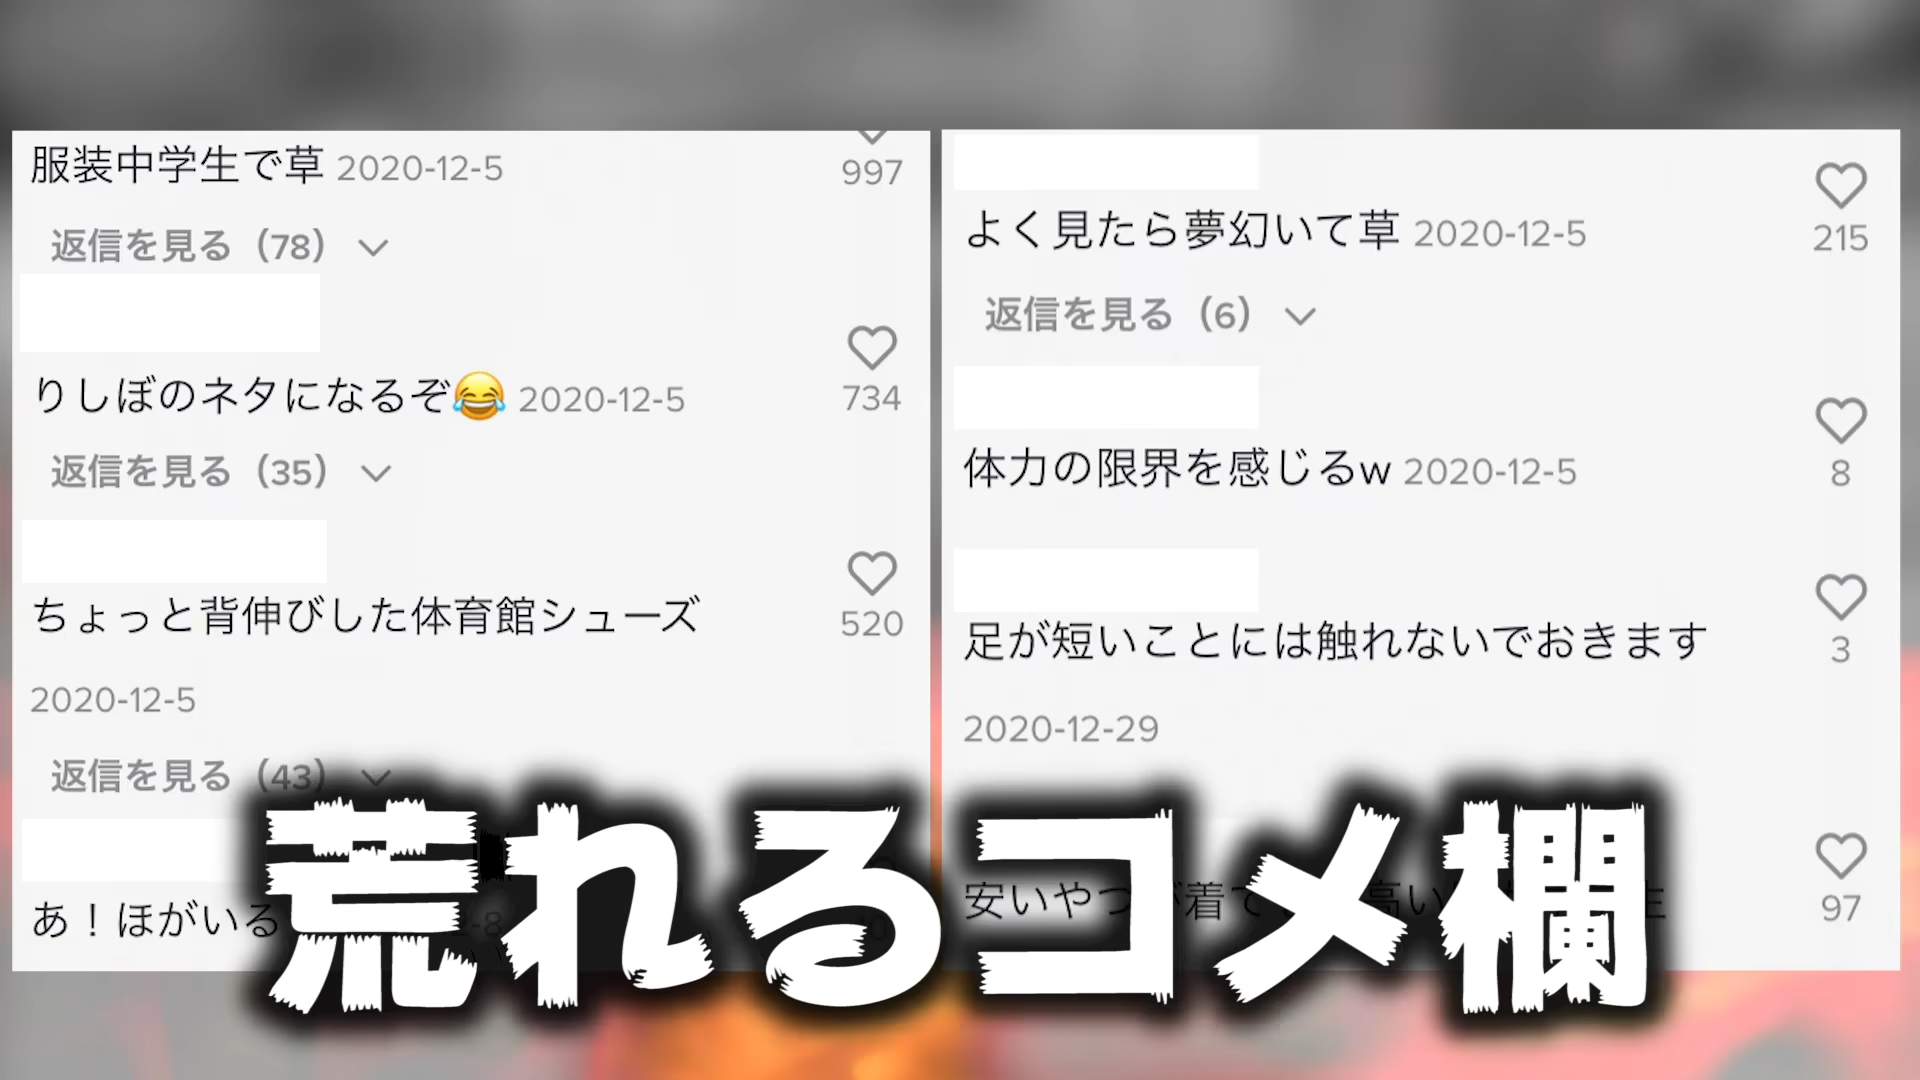 服装中学生で草 2020-12-5
997
返信を見る（78）
りしぼのネタになるぞ😂 2020-12-5
734
返信を見る（35）
ちょっと背伸びした体育館シューズ
520
2020-12-5
返信を見る（43）
あ！ほがいる
よく見たら夢幻いて草 2020-12-5
215
返信を見る（6）
体力の限界を感じるw 2020-12-5
8
足が短いことには触れないでおきます
3
2020-12-29
安いやつ
97
荒れるコメ欄